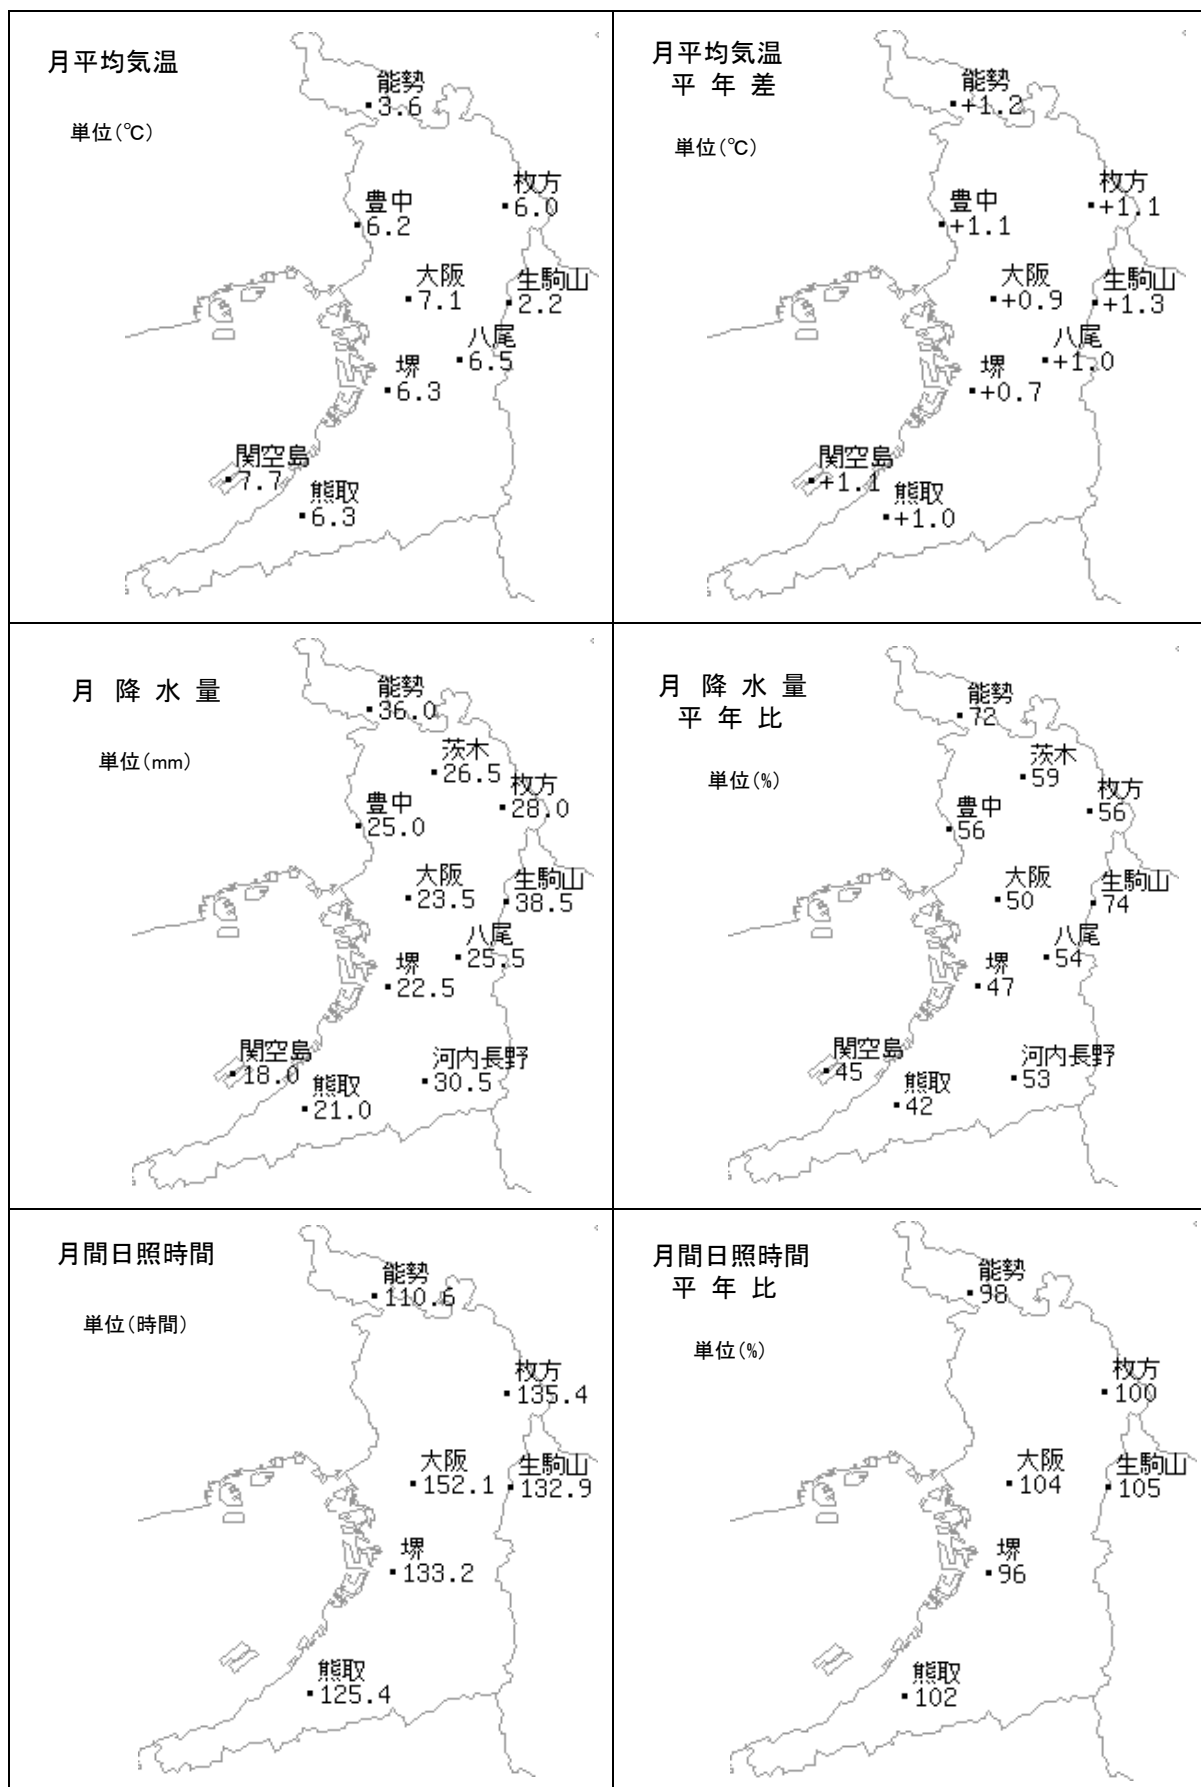 月平均気温
単位(℃)
能勢
3.6
枚方
6.0
豊中
6.2
大阪
7.1
生駒山
2.2
八尾
6.5
堺
6.3
関空島
7.7
熊取
6.3
月平均気温
平 年 差
単位(℃)
能勢
+1.2
枚方
+1.1
豊中
+1.1
大阪
+0.9
生駒山
+1.3
八尾
+1.0
堺
+0.7
関空島
+1.1
熊取
+1.0
月 降 水 量
単位(mm)
能勢
36.0
茨木
26.5
枚方
28.0
豊中
25.0
大阪
23.5
生駒山
38.5
八尾
25.5
堺
22.5
関空島
18.0
河内長野
30.5
熊取
21.0
月 降 水 量
平 年 比
単位(%)
能勢
72
茨木
59
枚方
56
豊中
56
大阪
50
生駒山
74
八尾
54
堺
47
関空島
45
河内長野
53
熊取
42
月間日照時間
単位(時間)
能勢
110.6
枚方
135.4
大阪
152.1
生駒山
132.9
堺
133.2
熊取
125.4
月間日照時間
平 年 比
単位(%)
能勢
98
枚方
100
大阪
104
生駒山
105
堺
96
熊取
102